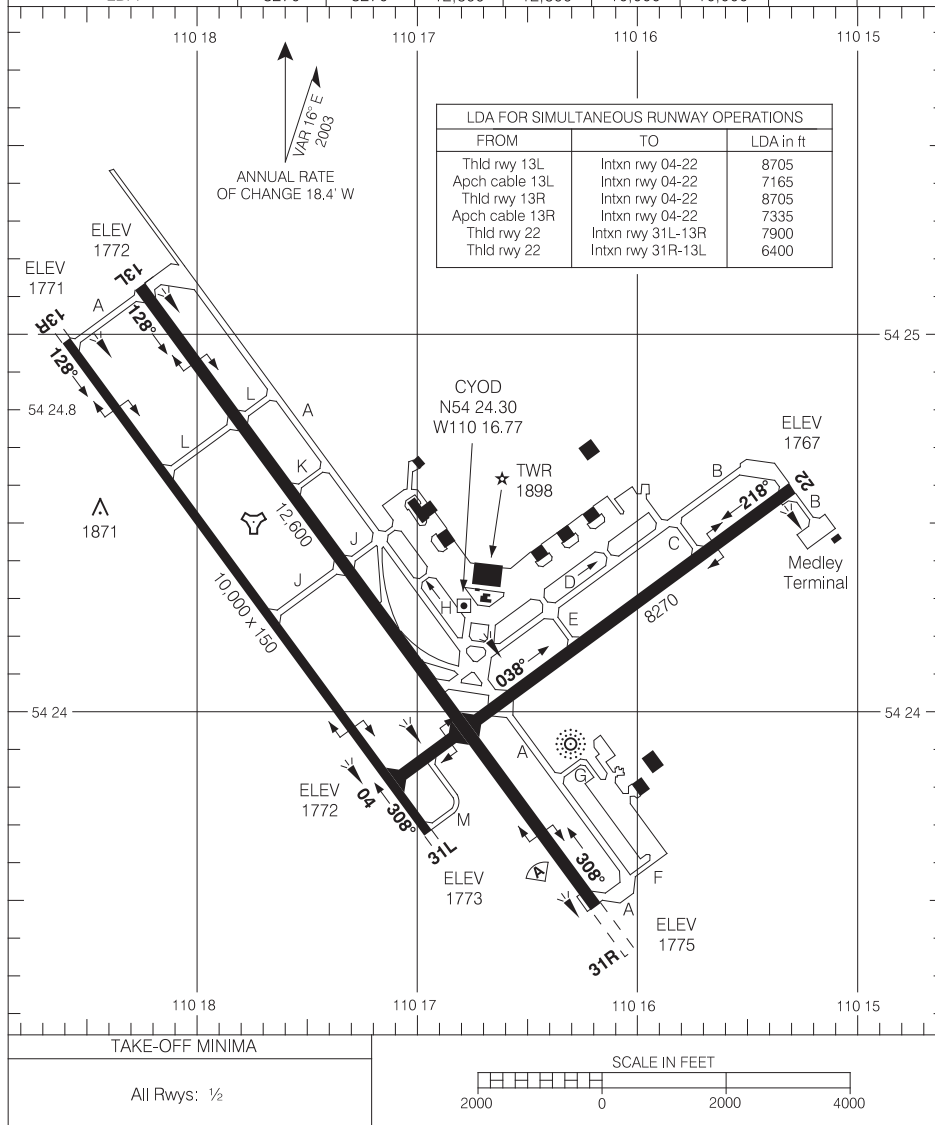 110 18 110 17 110 16 110 15
VAR 16° E
2003
ANNUAL RATE
OF CHANGE 18.4' W
LDA FOR SIMULTANEOUS RUNWAY OPERATIONS
FROM TO LDA in ft
Thld rwy 13L Intxn rwy 04-22 8705
Apch cable 13L Intxn rwy 04-22 7165
Thld rwy 13R Intxn rwy 04-22 8705
Apch cable 13R Intxn rwy 04-22 7335
Thld rwy 22 Intxn rwy 31L-13R 7900
Thld rwy 22 Intxn rwy 31R-13L 6400
ELEV
1772
ELEV
1771
13L
13R
A
128°
128°
54 25
54 24.8
L
L
A
K
CYOD
N54 24.30
W110 16.77
TWR
1898
ELEV
1767
B
22
218°
B
1871
12,600
J
J
C
D
Medley
Terminal
10,000 x 150
H
E
8270
038°
54 24 54 24
A
G
ELEV
1772
04
308°
M
31L
ELEV
1773
A
308°
F
A
ELEV
1775
31R
110 18 110 17 110 16 110 15
TAKE-OFF MINIMA
All Rwys: ½
SCALE IN FEET
2000 0 2000 4000